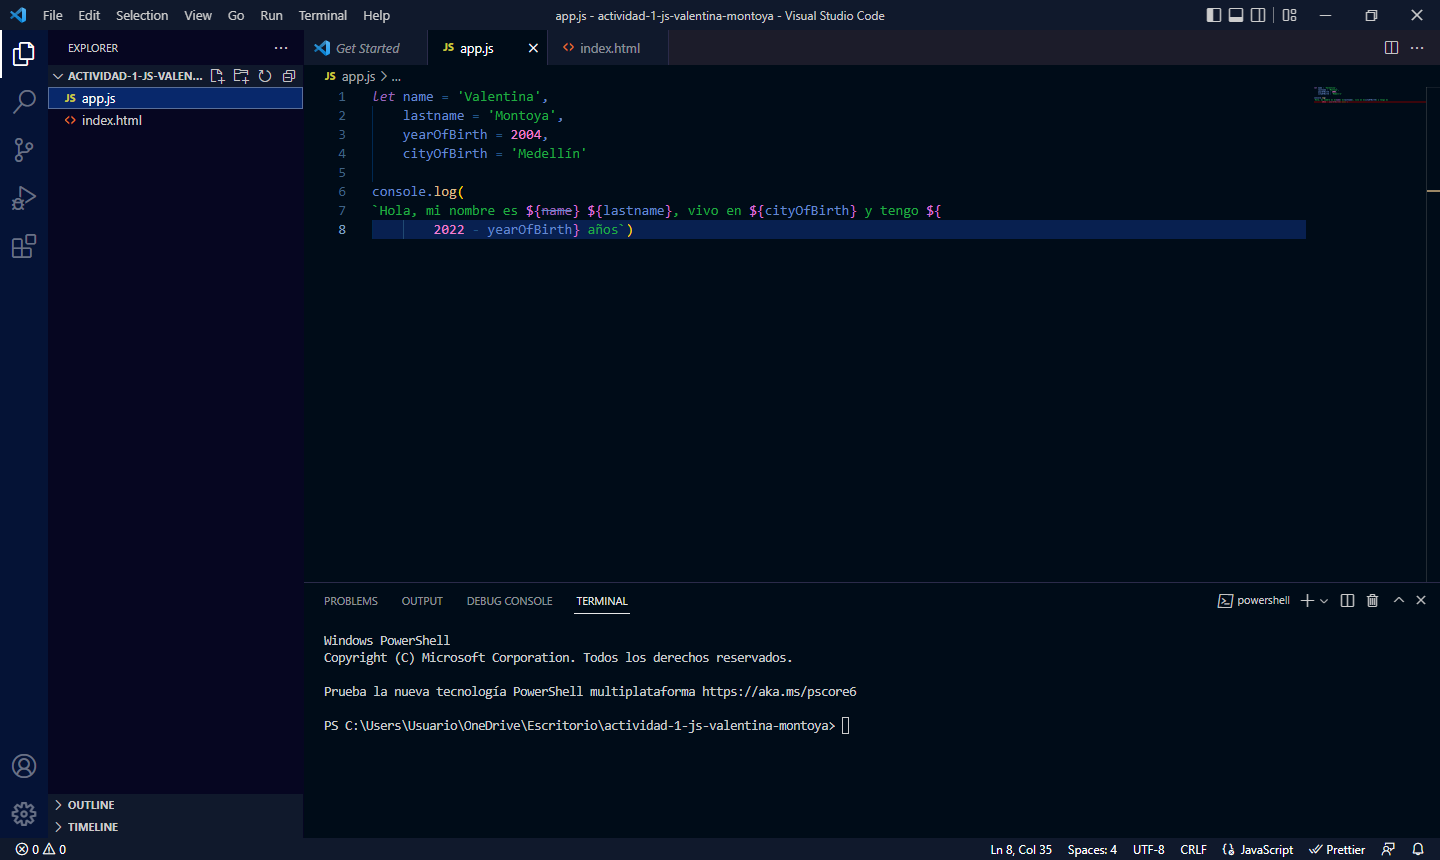 File Edit Selection View Go Run Terminal Help
app.js - actividad-1-js-valentina-montoya - Visual Studio Code
EXPLORER
ACTIVIDAD-1-JS-VALEN...
JS app.js
<> index.html
OUTLINE
TIMELINE
Get Started
JS app.js
<> index.html
JS app.js > ...
1 let name = 'Valentina',
2 lastname = 'Montoya',
3 yearOfBirth = 2004,
4 cityOfBirth = 'Medellín'
5
6 console.log(
7 `Hola, mi nombre es ${name} ${lastname}, vivo en ${cityOfBirth} y tengo ${
8 2022 - yearOfBirth} años`)
PROBLEMS OUTPUT DEBUG CONSOLE TERMINAL
powershell
Windows PowerShell
Copyright (C) Microsoft Corporation. Todos los derechos reservados.
Prueba la nueva tecnología PowerShell multiplataforma https://aka.ms/pscore6
PS C:\Users\Usuario\OneDrive\Escritorio\actividad-1-js-valentina-montoya>
0 0
Ln 8, Col 35 Spaces: 4 UTF-8 CRLF JavaScript Prettier